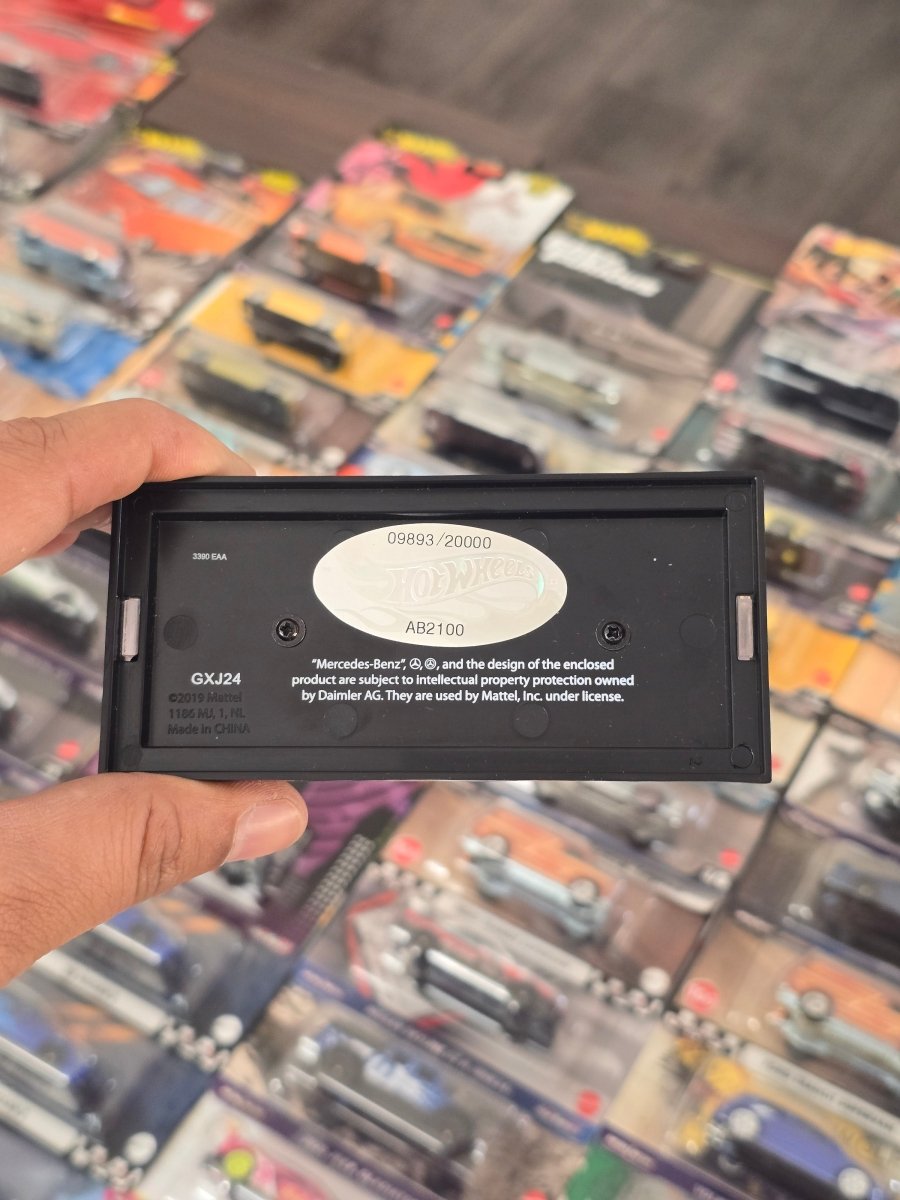 09893/20000
HOT WHEELS
AB2100
3390 EAA
"Mercedes-Benz", , and the design of the enclosed
product are subject to intellectual property protection owned
by Daimler AG. They are used by Mattel, Inc. under license.
GXJ24
©2019 Mattel
1186 MJ, 1, NL
Made in CHINA